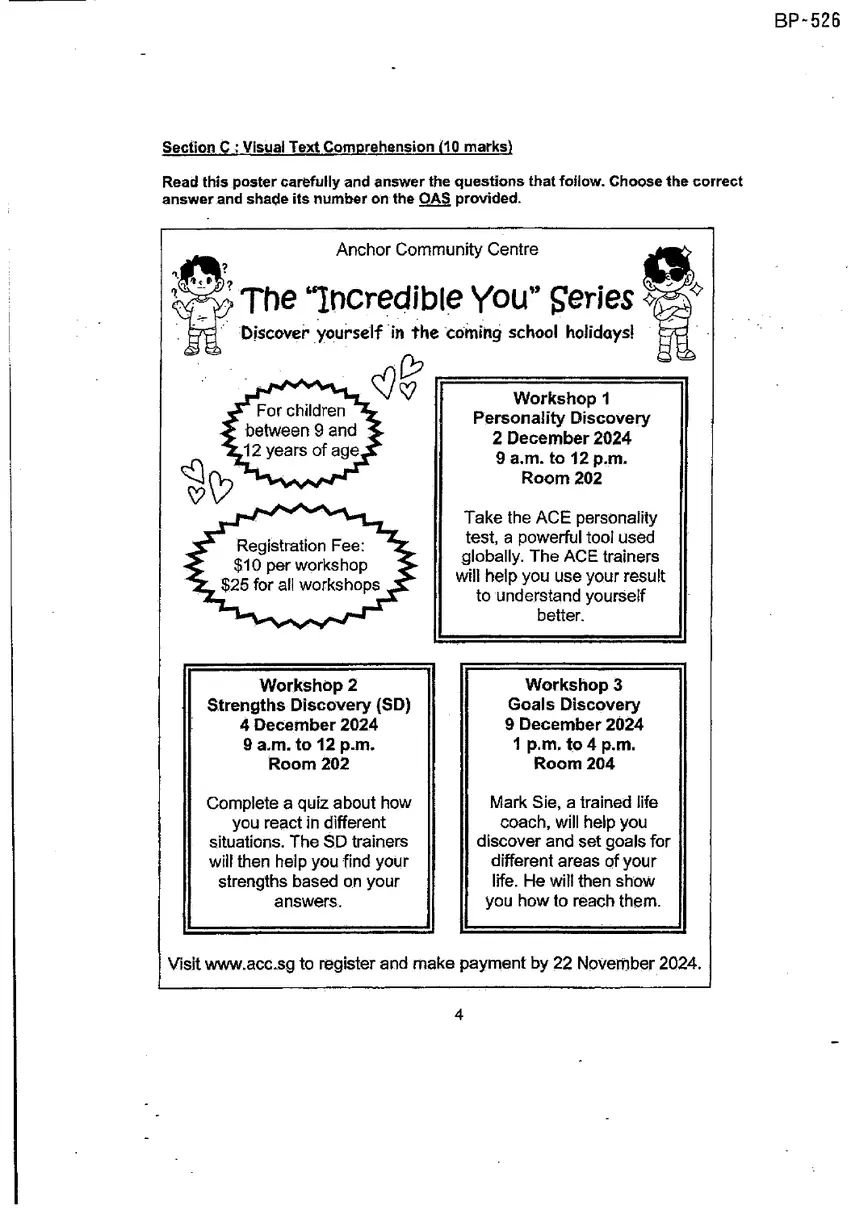 BP-526
Section C : Visual Text Comprehension (10 marks)
Read this poster carefully and answer the questions that follow. Choose the correct
answer and shade its number on the OAS provided.
Anchor Community Centre
The "Incredible You" Series
Discover yourself in the coming school holidays!
For children
between 9 and
12 years of age
Registration Fee:
$10 per workshop
$25 for all workshops
Workshop 1
Personality Discovery
2 December 2024
9 a.m. to 12 p.m.
Room 202
Take the ACE personality
test, a powerful tool used
globally. The ACE trainers
will help you use your result
to understand yourself
better.
Workshop 2
Strengths Discovery (SD)
4 December 2024
9 a.m. to 12 p.m.
Room 202
Complete a quiz about how
you react in different
situations. The SD trainers
will then help you find your
strengths based on your
answers.
Workshop 3
Goals Discovery
9 December 2024
1 p.m. to 4 p.m.
Room 204
Mark Sie, a trained life
coach, will help you
discover and set goals for
different areas of your
life. He will then show
you how to reach them.
Visit www.acc.sg to register and make payment by 22 November 2024.
4